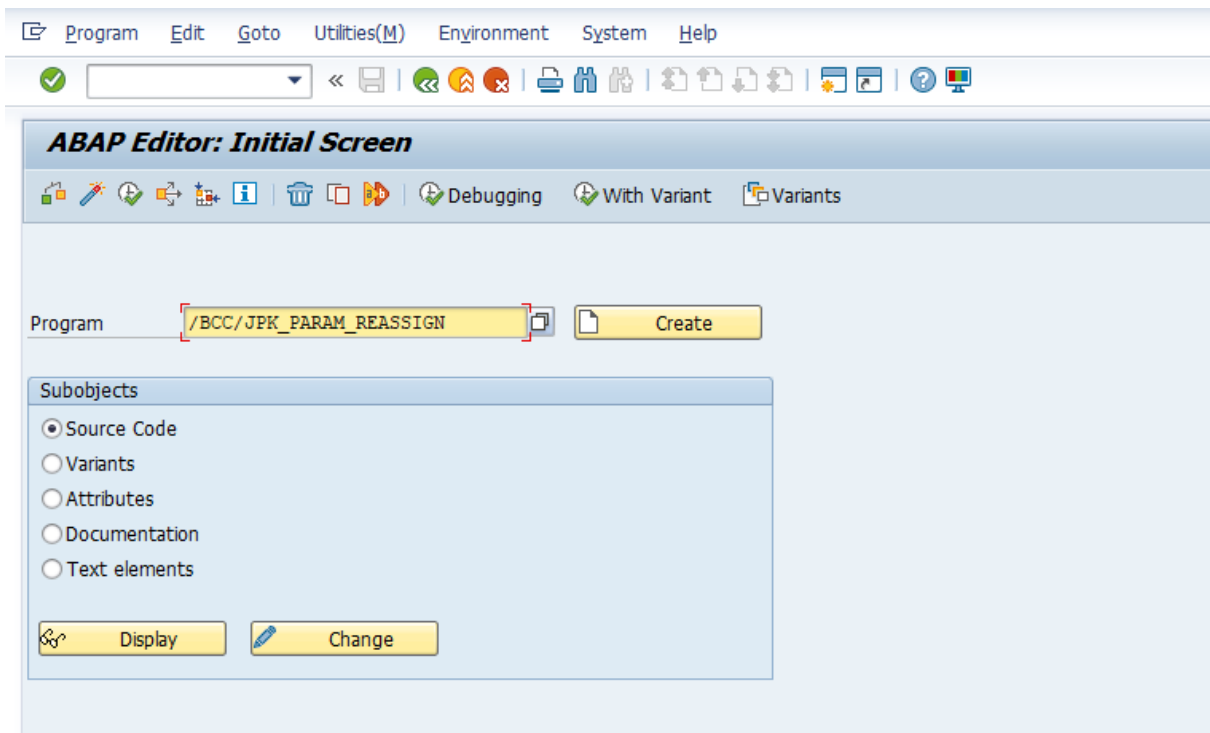 Program Edit Goto Utilities(M) Environment System Help
ABAP Editor: Initial Screen
Debugging With Variant Variants
Program /BCC/JPK_PARAM_REASSIGN Create
Subobjects
Source Code
Variants
Attributes
Documentation
Text elements
Display Change